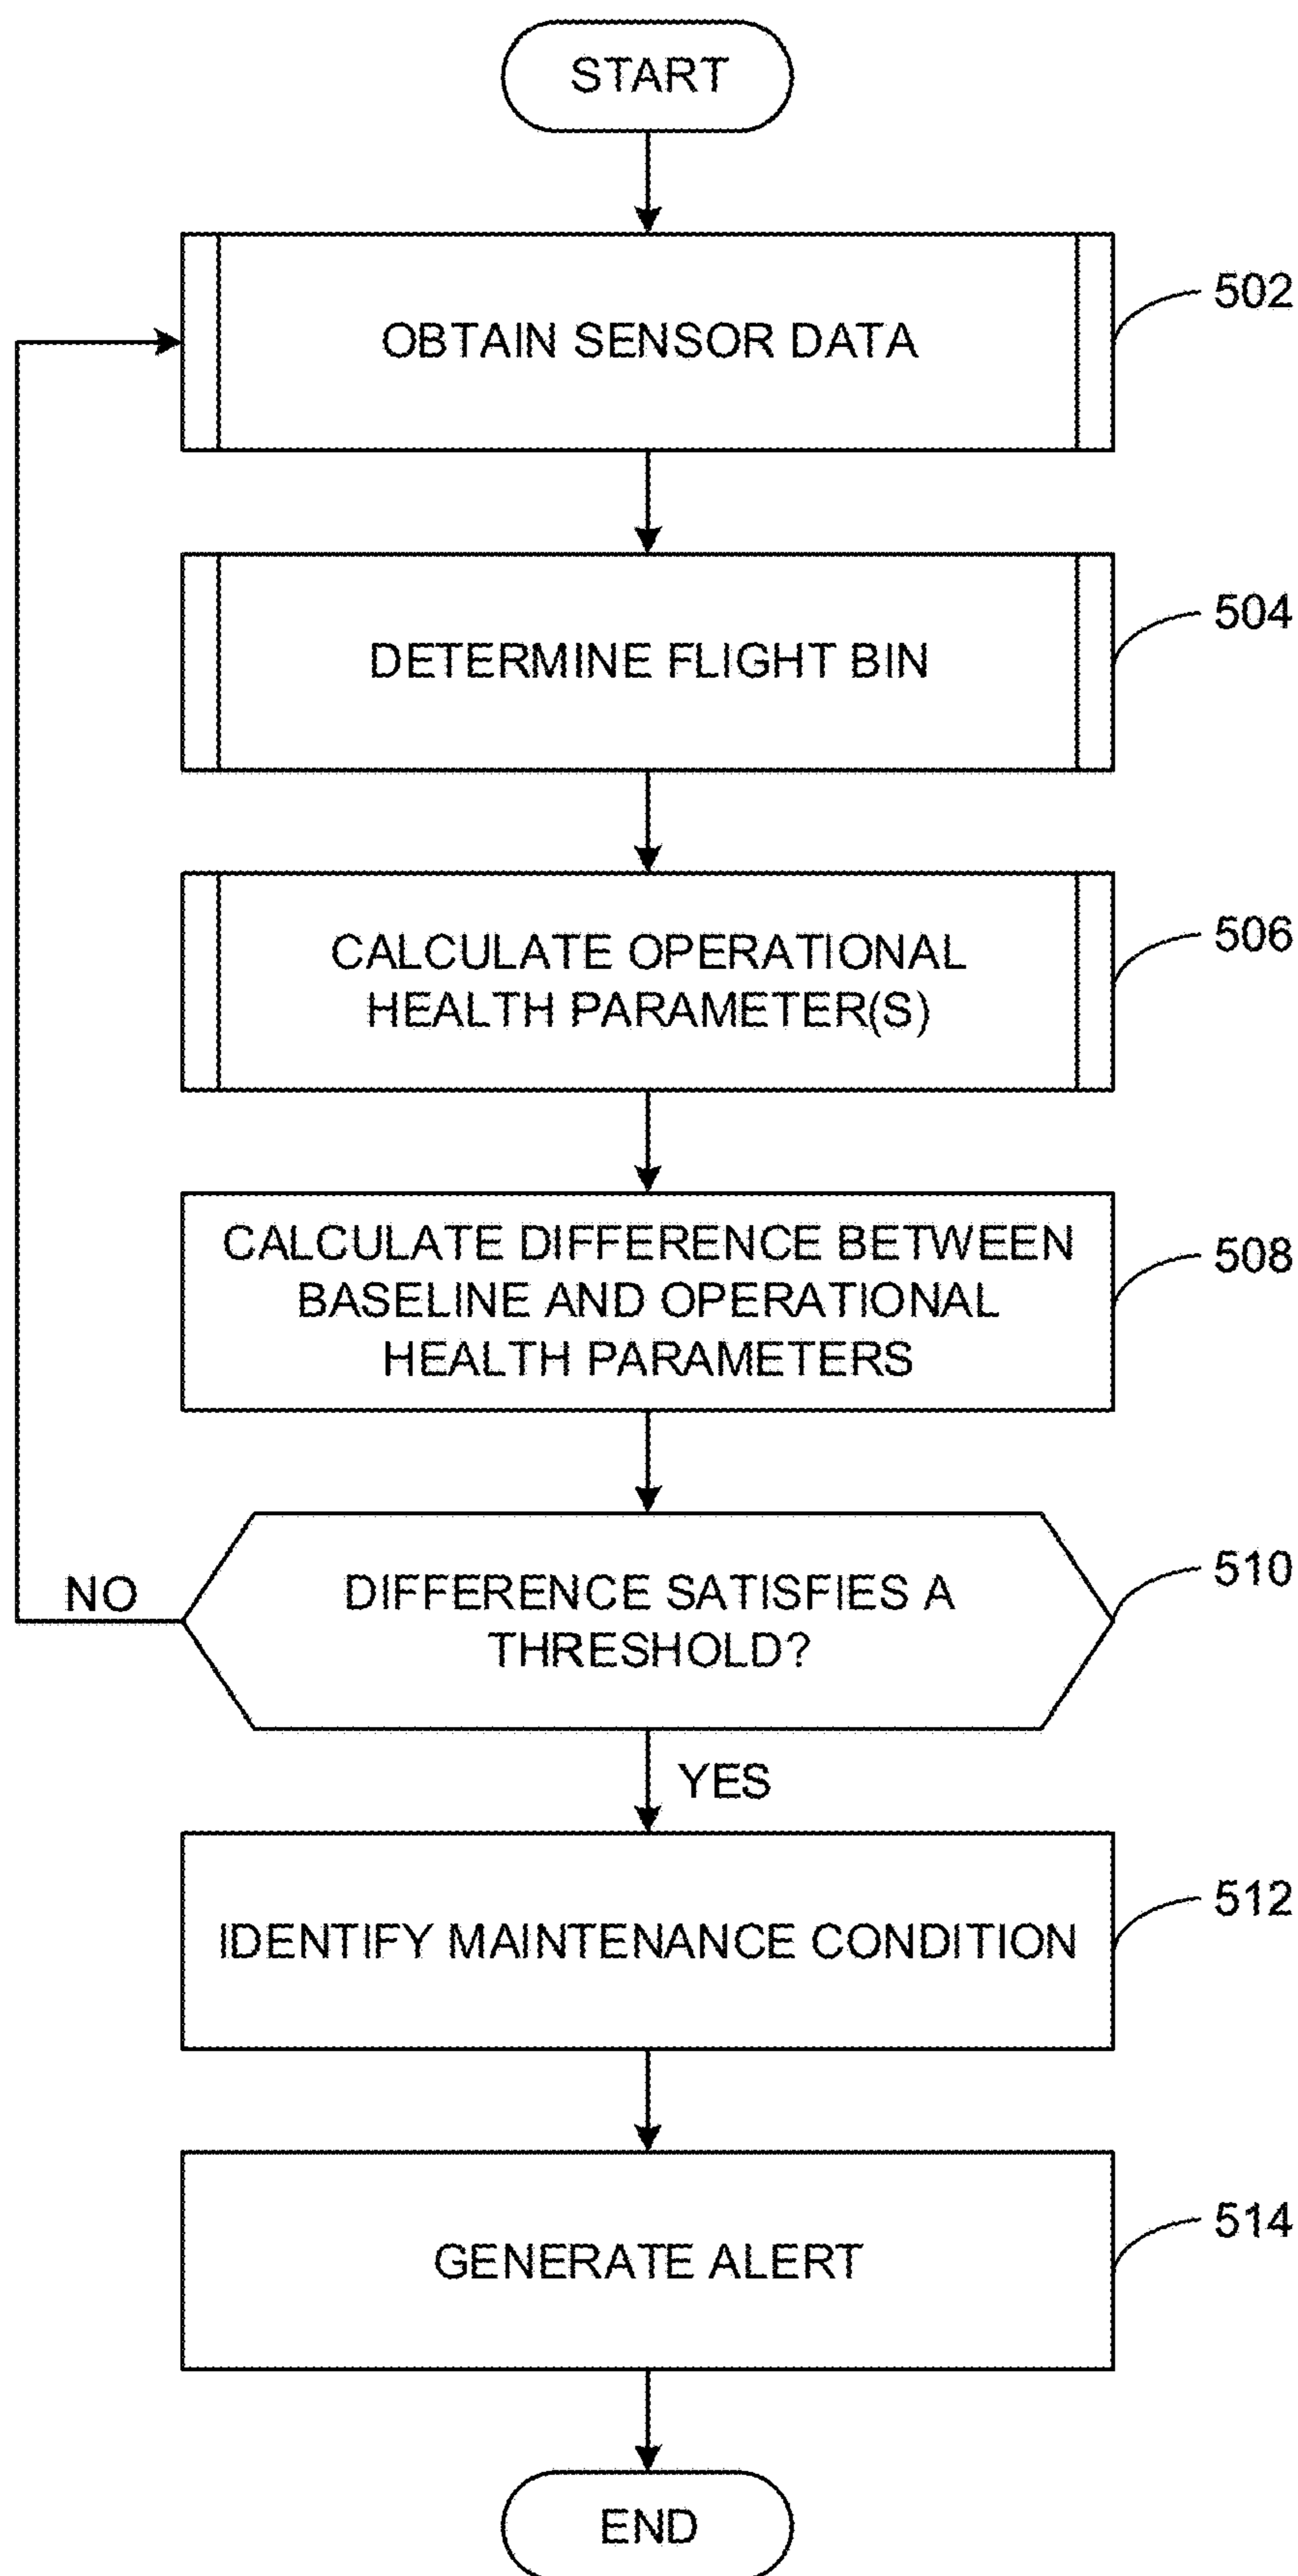 START
OBTAIN SENSOR DATA
502
DETERMINE FLIGHT BIN
504
CALCULATE OPERATIONAL
HEALTH PARAMETER(S)
506
CALCULATE DIFFERENCE BETWEEN
BASELINE AND OPERATIONAL
HEALTH PARAMETERS
508
DIFFERENCE SATISFIES A
THRESHOLD?
510
NO
YES
IDENTIFY MAINTENANCE CONDITION
512
GENERATE ALERT
514
END